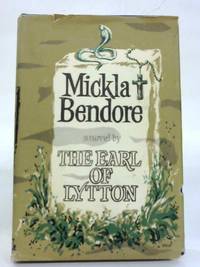 Mickla
Bendore
a novel by
THE EARL
OF
LYTTON